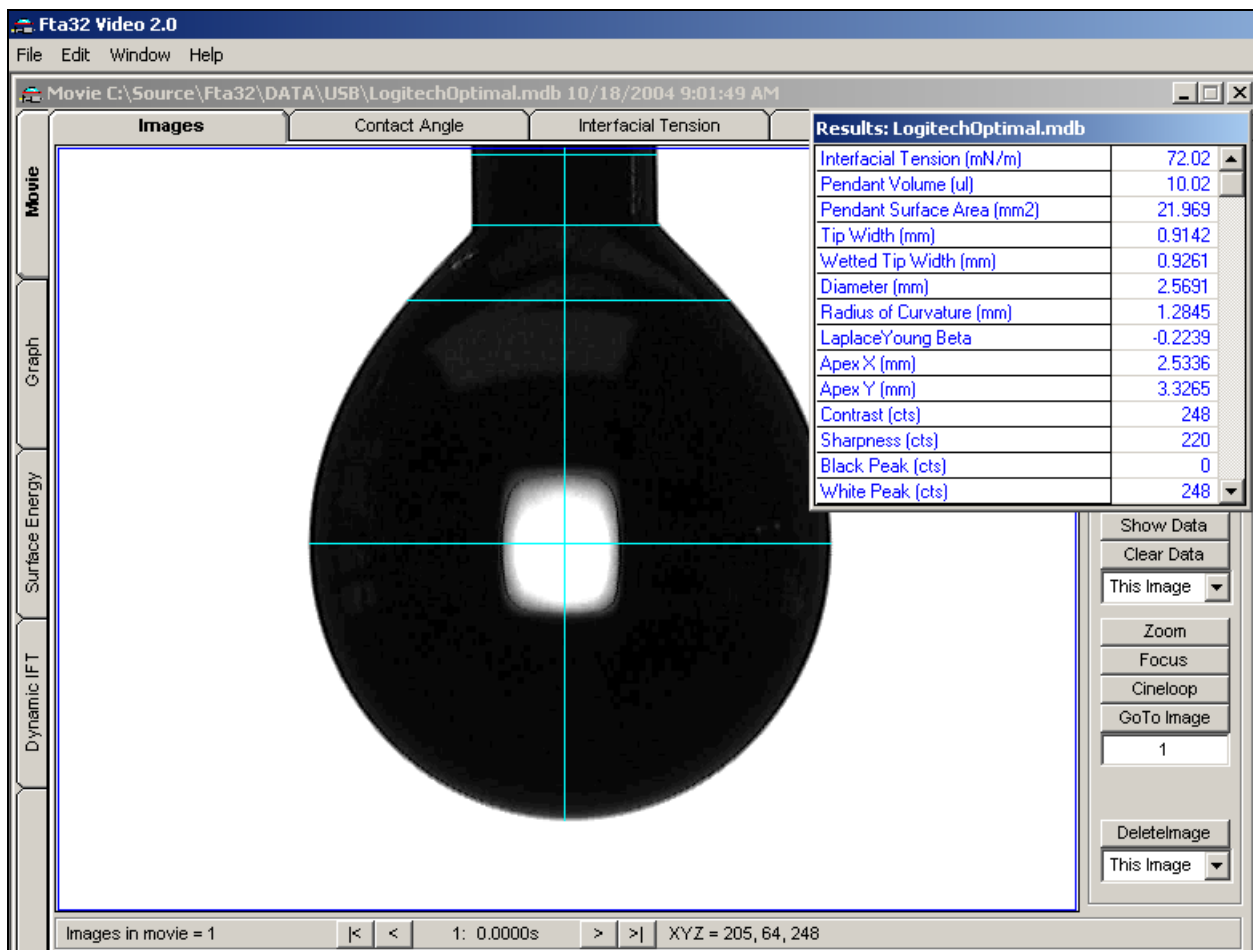 Fta32 Video 2.0
File Edit Window Help
Movie C:\Source\Fta32\DATA\USB\LogitechOptimal.mdb 10/18/2004 9:01:49 AM
Images Contact Angle Interfacial Tension
Movie
Graph
Surface Energy
Dynamic IFT
Results: LogitechOptimal.mdb
Interfacial Tension (mN/m) 72.02
Pendant Volume (ul) 10.02
Pendant Surface Area (mm2) 21.969
Tip Width (mm) 0.9142
Wetted Tip Width (mm) 0.9261
Diameter (mm) 2.5691
Radius of Curvature (mm) 1.2845
LaplaceYoung Beta -0.2239
Apex X (mm) 2.5336
Apex Y (mm) 3.3265
Contrast (cts) 248
Sharpness (cts) 220
Black Peak (cts) 0
White Peak (cts) 248
Show Data
Clear Data
This Image
Zoom
Focus
Cineloop
GoTo Image
1
DeleteImage
This Image
Images in movie = 1 |< < 1: 0.0000s > >| XYZ = 205, 64, 248